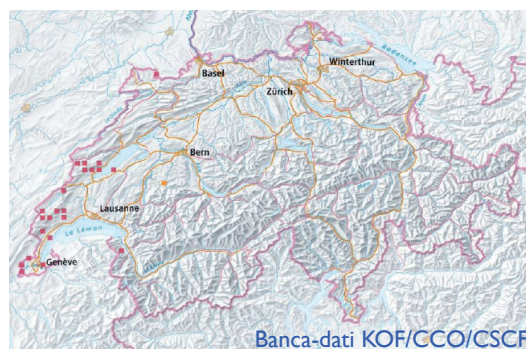 Basel
Winterthur
Bodensee
Zürich
Bern
Lausanne
Le Léman
Genève
Banca-dati KOF/CCO/CSCF